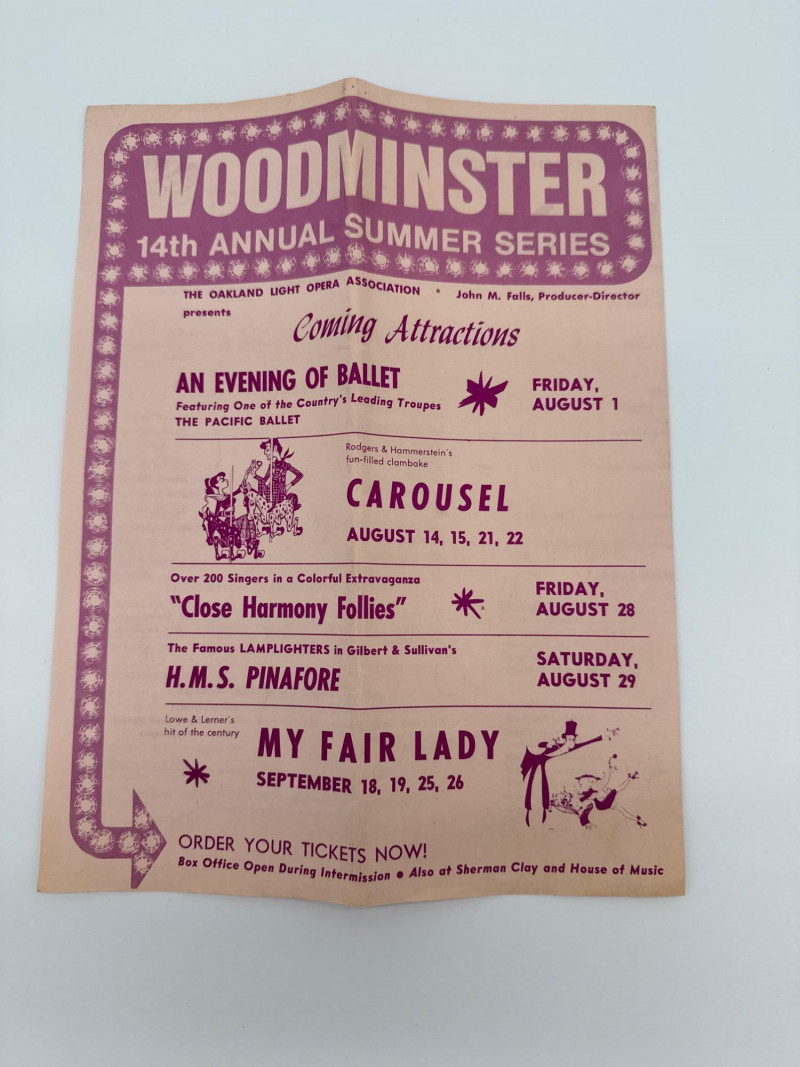 WOODMINSTER
14th ANNUAL SUMMER SERIES
THE OAKLAND LIGHT OPERA ASSOCIATION • John M. Falls, Producer-Director
presents
Coming Attractions
AN EVENING OF BALLET
Featuring One of the Country's Leading Troupes
THE PACIFIC BALLET
FRIDAY,
AUGUST 1
Rodgers & Hammerstein's
fun-filled clambake
CAROUSEL
AUGUST 14, 15, 21, 22
Over 200 Singers in a Colorful Extravaganza
"Close Harmony Follies"
FRIDAY,
AUGUST 28
The Famous LAMPLIGHTERS in Gilbert & Sullivan's
H.M.S. PINAFORE
SATURDAY,
AUGUST 29
Lowe & Lerner's
hit of the century
MY FAIR LADY
SEPTEMBER 18, 19, 25, 26
ORDER YOUR TICKETS NOW!
Box Office Open During Intermission • Also at Sherman Clay and House of Music